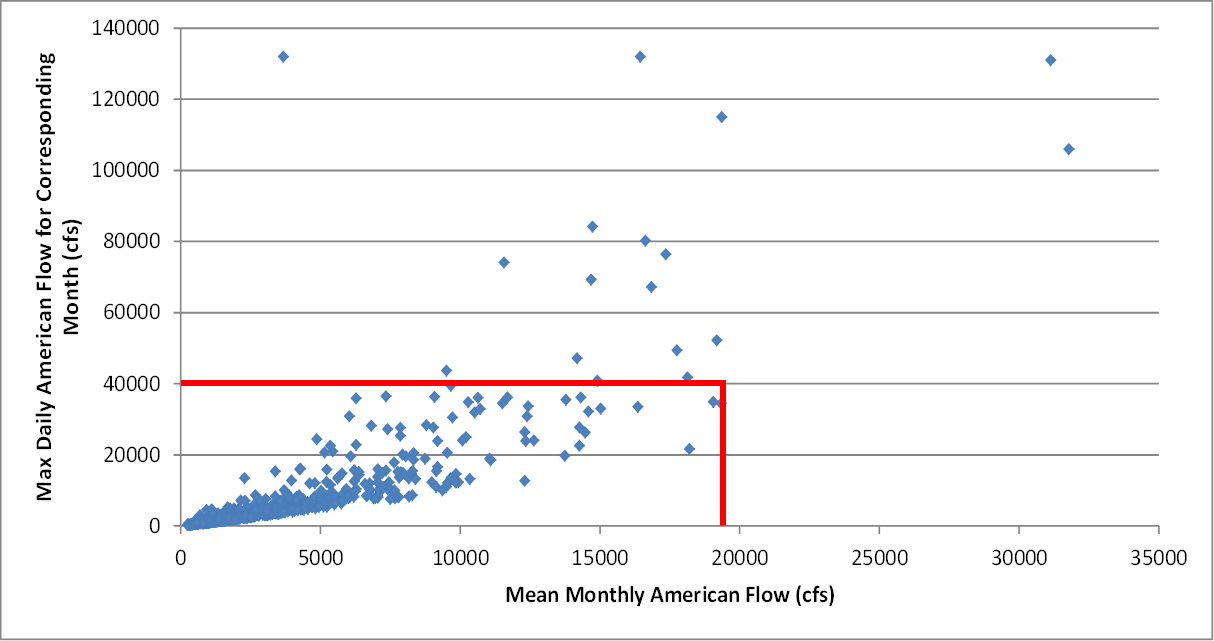 140000
120000
100000
80000
60000
40000
20000
0
Max Daily American Flow for Corresponding
Month (cfs)
0 5000 10000 15000 20000 25000 30000 35000
Mean Monthly American Flow (cfs)